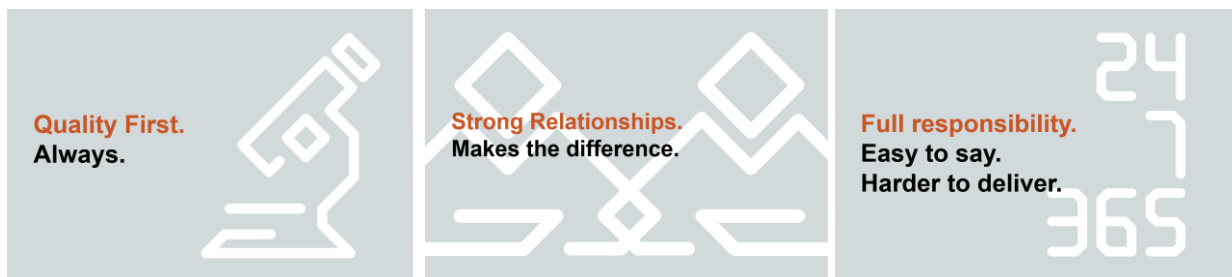 Quality First.
Always.
Strong Relationships.
Makes the difference.
Full responsibility.
Easy to say.
Harder to deliver.
24
7
365